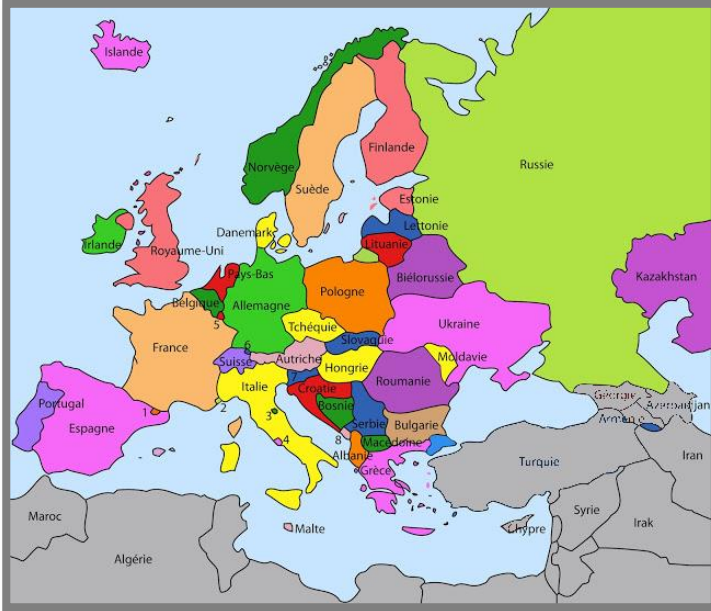 Islande
Finlande
Russie
Norvège
Suède
Estonie
Danemark
Lettonie
Irlande
Lituanie
Royaume-Uni
Pays-Bas
Biélorussie
Kazakhstan
Pologne
Belgique
Allemagne
5
Tchéquie
Ukraine
Slovaquie
6
France
Suisse
Autriche
Moldavie
Hongrie
7
Roumanie
Italie
Croatie
Géorgie
Portugal
1
2
Bosnie
Azerbaïdjan
3
Serbie
Bulgarie
Arménie
Espagne
4
8
Macédoine
Albanie
Iran
Turquie
Grèce
Maroc
Syrie
Malte
Chypre
Irak
Algérie